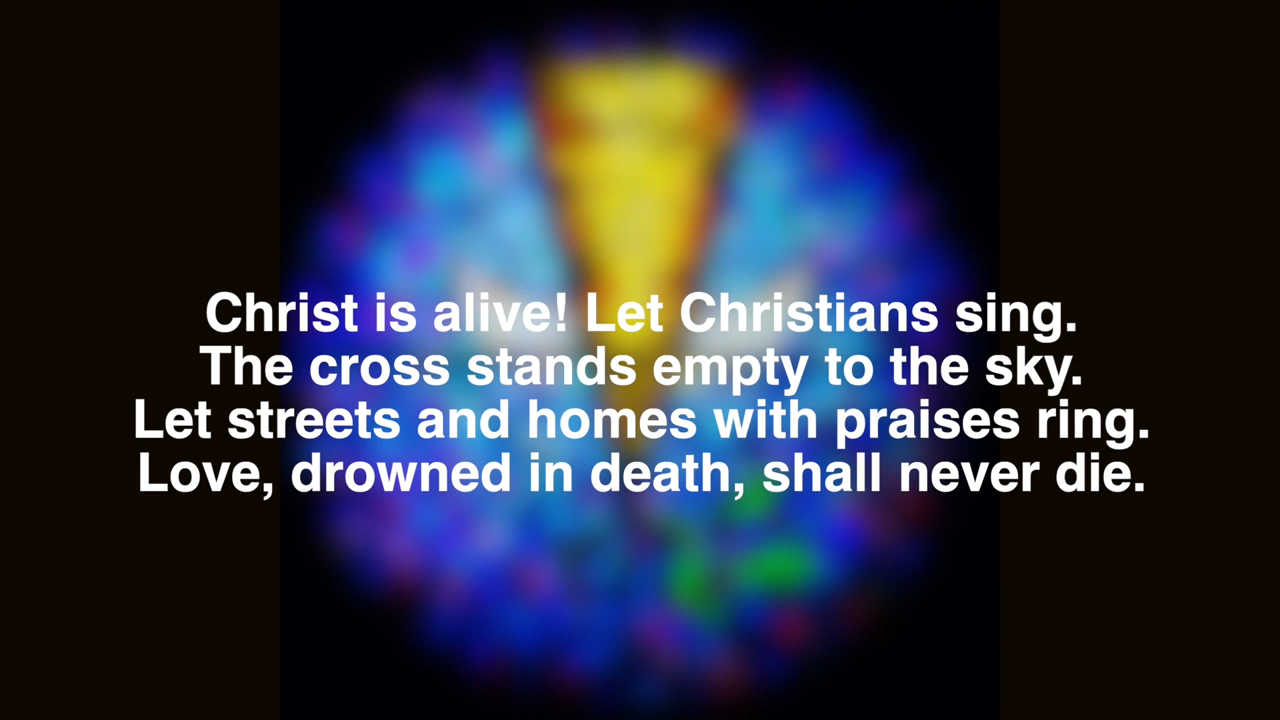 Christ is alive! Let Christians sing.
The cross stands empty to the sky.
Let streets and homes with praises ring.
Love, drowned in death, shall never die.